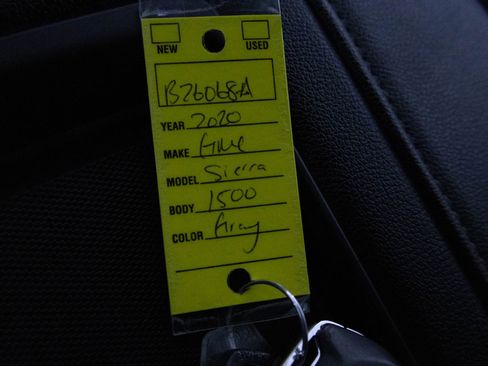 NEW USED
B26068A
YEAR 2020
MAKE GMC
MODEL Sierra
BODY 1500
COLOR Gray